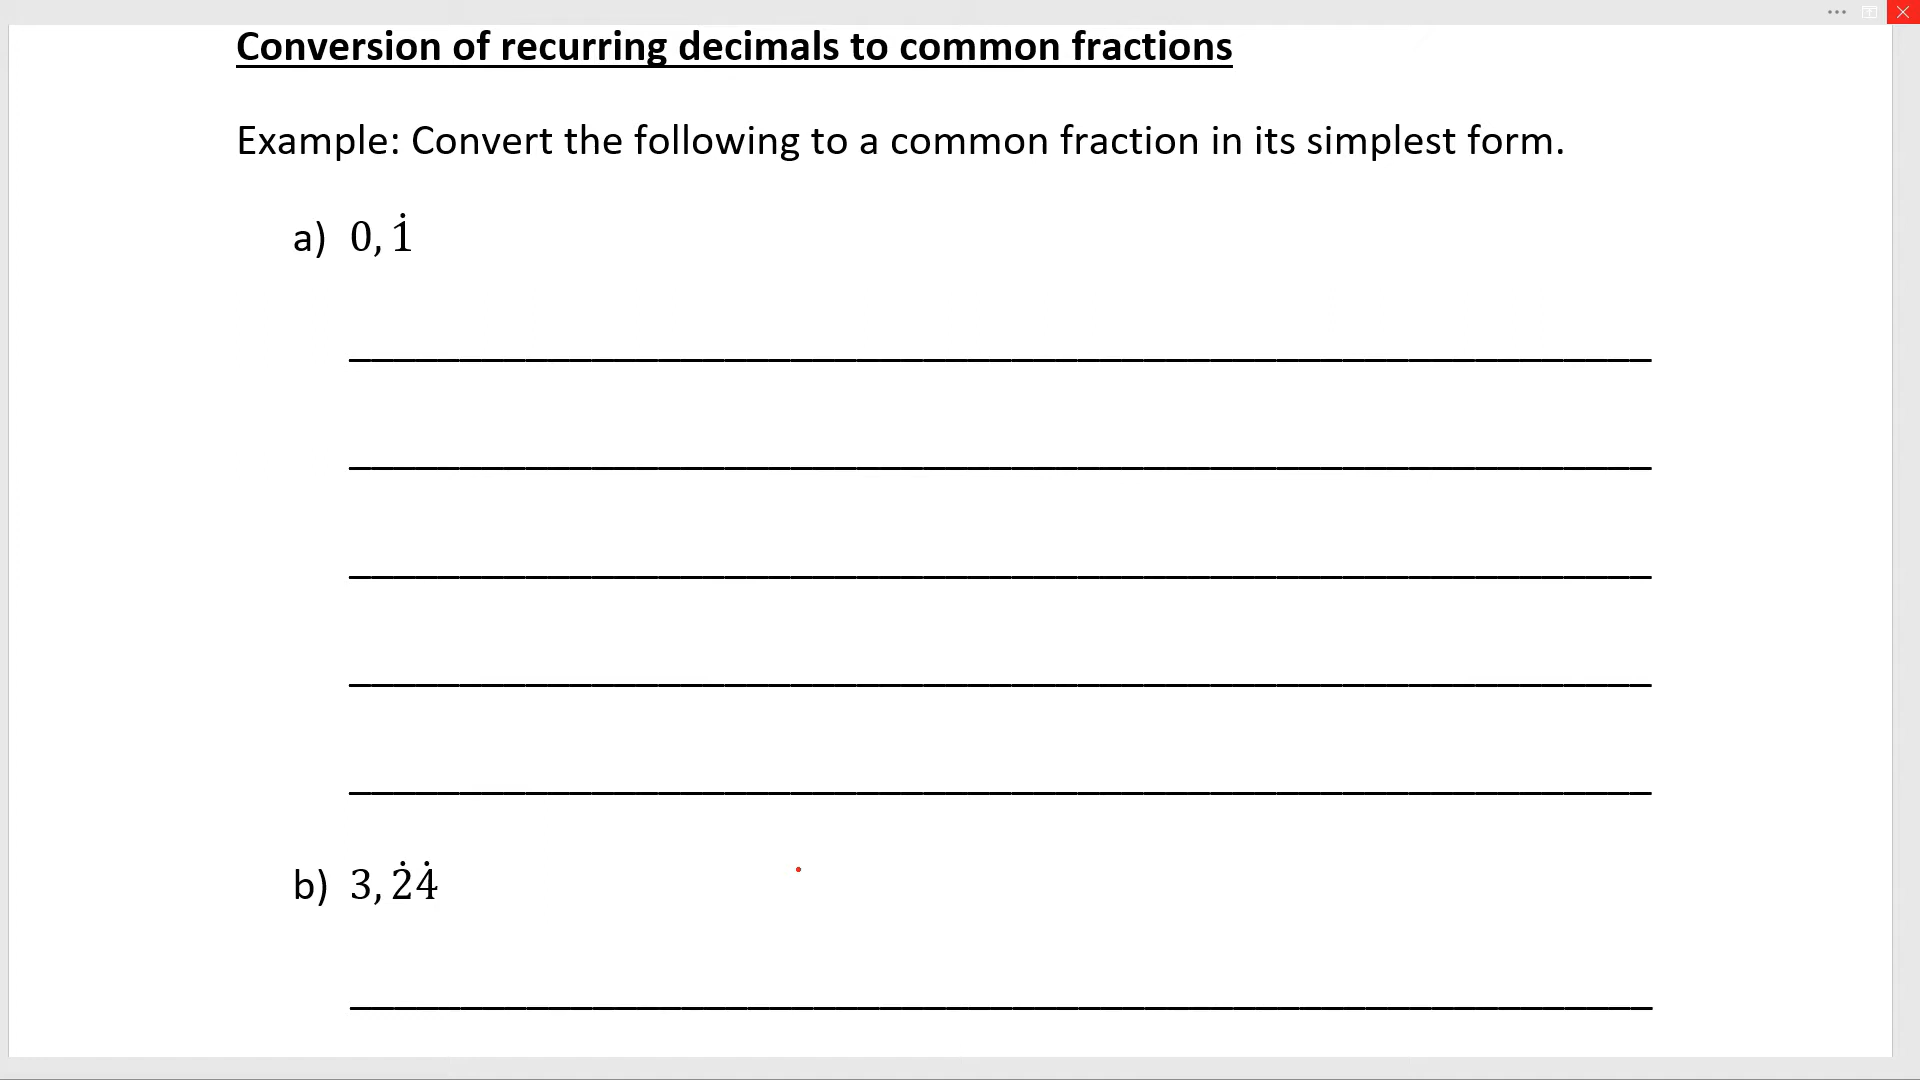 Conversion of recurring decimals to common fractions
Example: Convert the following to a common fraction in its simplest form.
a) 0, 1̇
b) 3, 2̇4̇